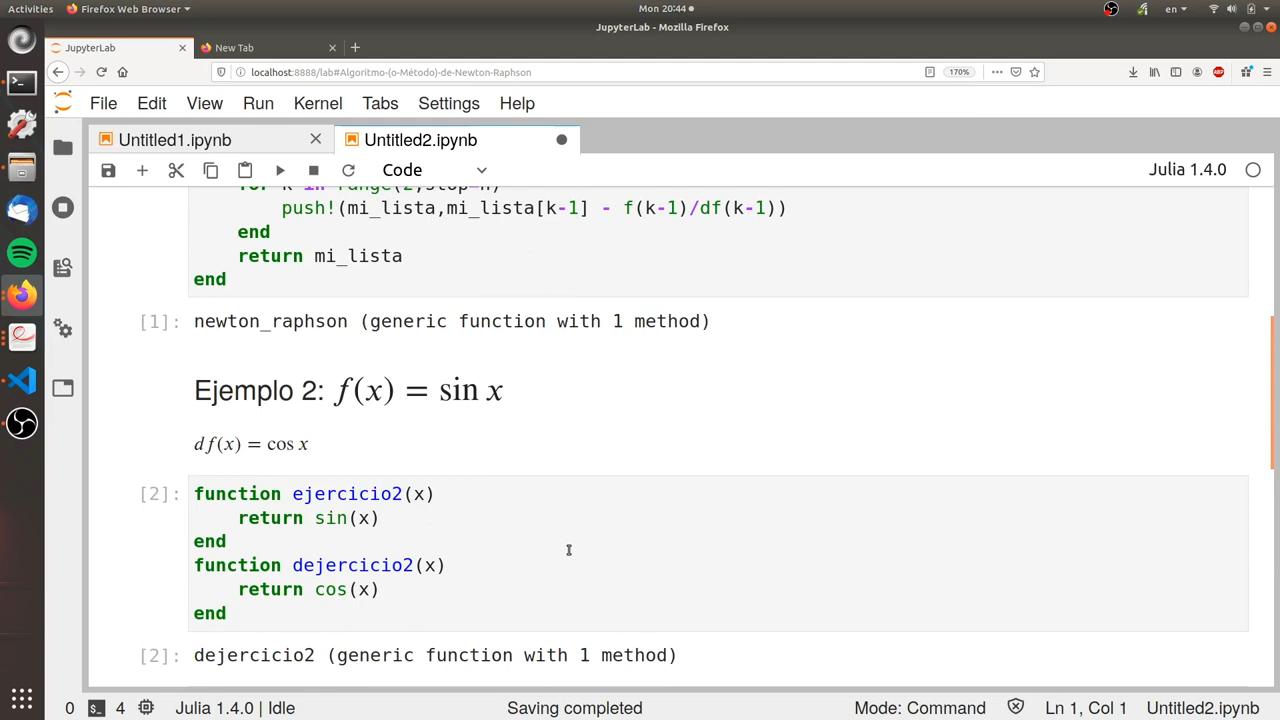 Activities Firefox Web Browser Mon 20:44 en
JupyterLab - Mozilla Firefox
JupyterLab New Tab
localhost:8888/lab#Algoritmo-(o-Método)-de-Newton-Raphson 170% ABP
File Edit View Run Kernel Tabs Settings Help
Untitled1.ipynb Untitled2.ipynb
Code Julia 1.4.0
for k in range(2,stop=n)
push!(mi_lista,mi_lista[k-1] - f(k-1)/df(k-1))
end
return mi_lista
end
[1]: newton_raphson (generic function with 1 method)
Ejemplo 2: f(x) = sin x
df(x) = cos x
[2]: function ejercicio2(x)
return sin(x)
end
function dejercicio2(x)
return cos(x)
end
[2]: dejercicio2 (generic function with 1 method)
0 4 Julia 1.4.0 | Idle Saving completed Mode: Command Ln 1, Col 1 Untitled2.ipynb